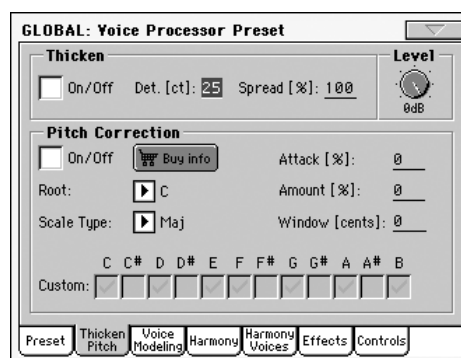 GLOBAL: Voice Processor Preset
Thicken
Level
On/Off Det. [ct]: 25 Spread [%]: 100
0dB
Pitch Correction
On/Off Buy info Attack [%]: 0
Root: C Amount [%]: 0
Scale Type: Maj Window [cents]: 0
C C# D D# E F F# G G# A A# B
Custom:
Preset Thicken Pitch Voice Modeling Harmony Harmony Voices Effects Controls